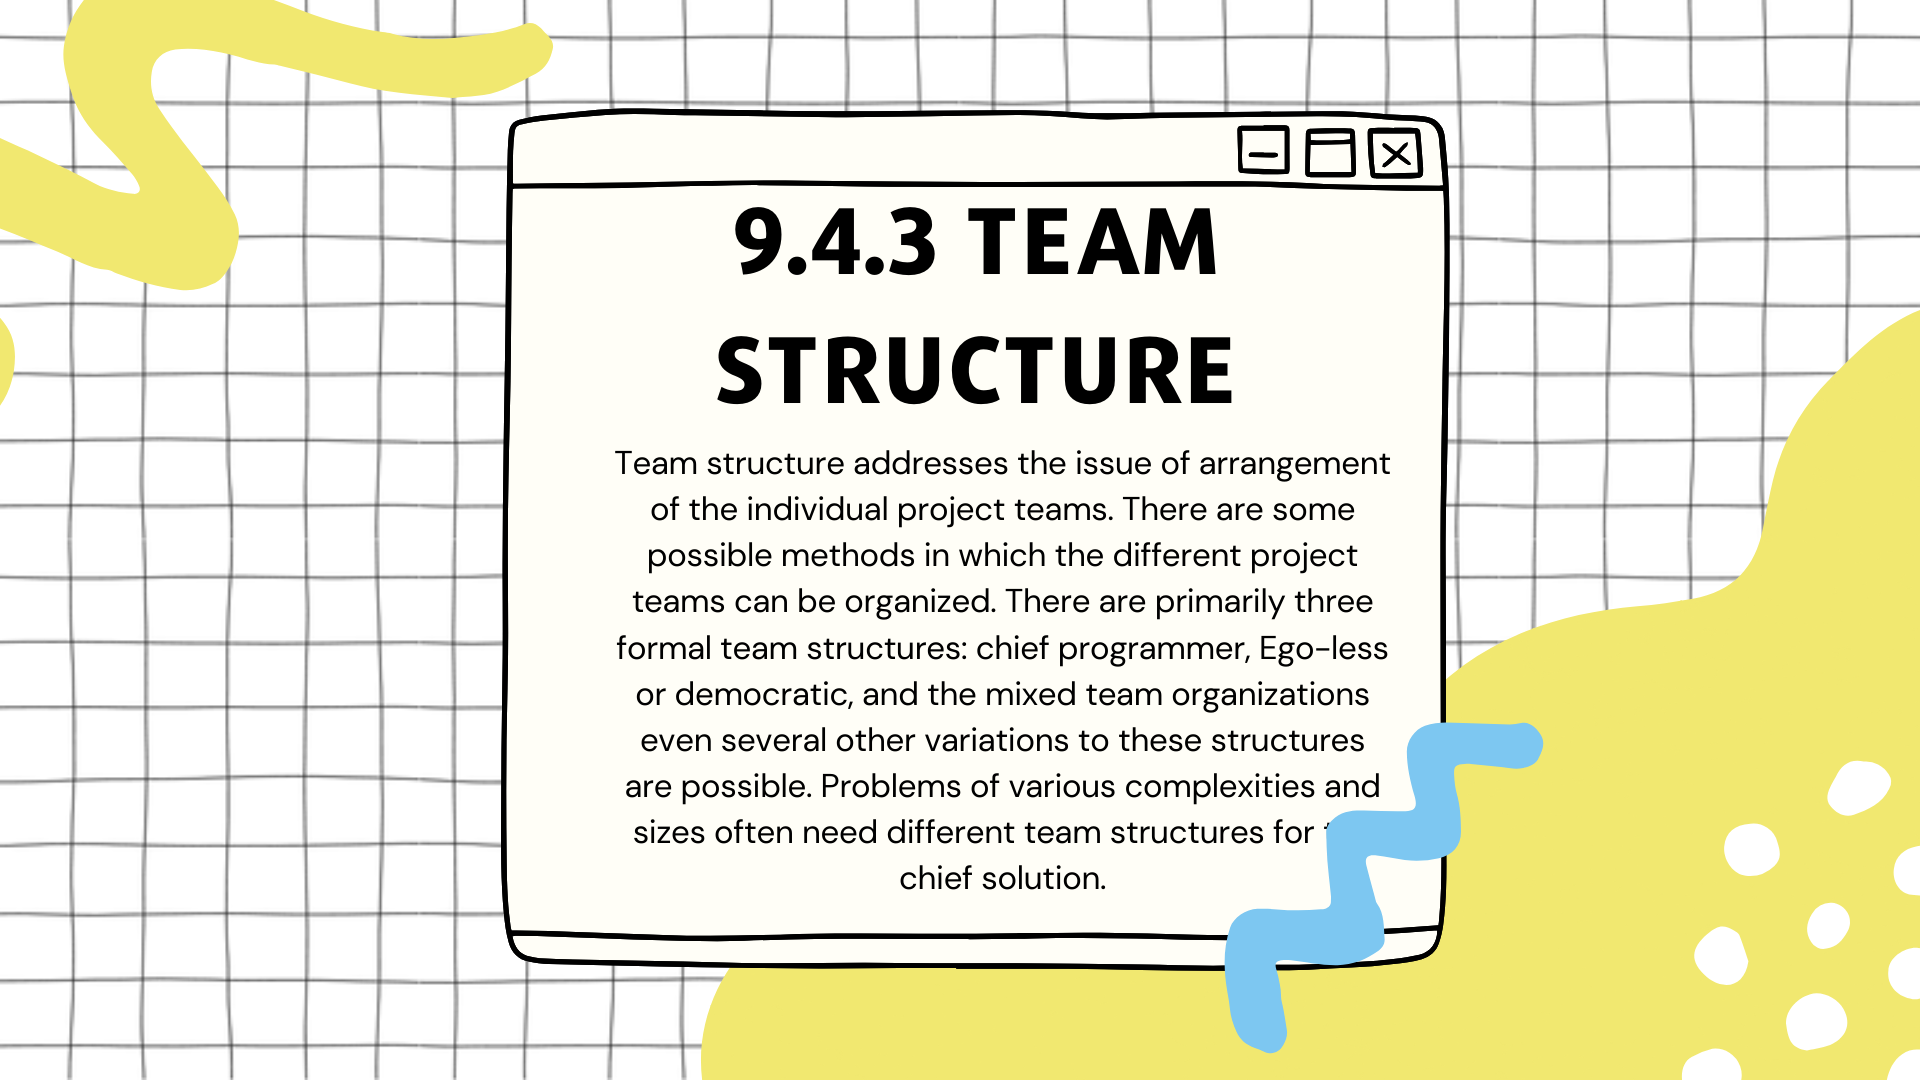 9.4.3 TEAM
STRUCTURE
Team structure addresses the issue of arrangement
of the individual project teams. There are some
possible methods in which the different project
teams can be organized. There are primarily three
formal team structures: chief programmer, Ego-less
or democratic, and the mixed team organizations
even several other variations to these structures
are possible. Problems of various complexities and
sizes often need different team structures for
chief solution.